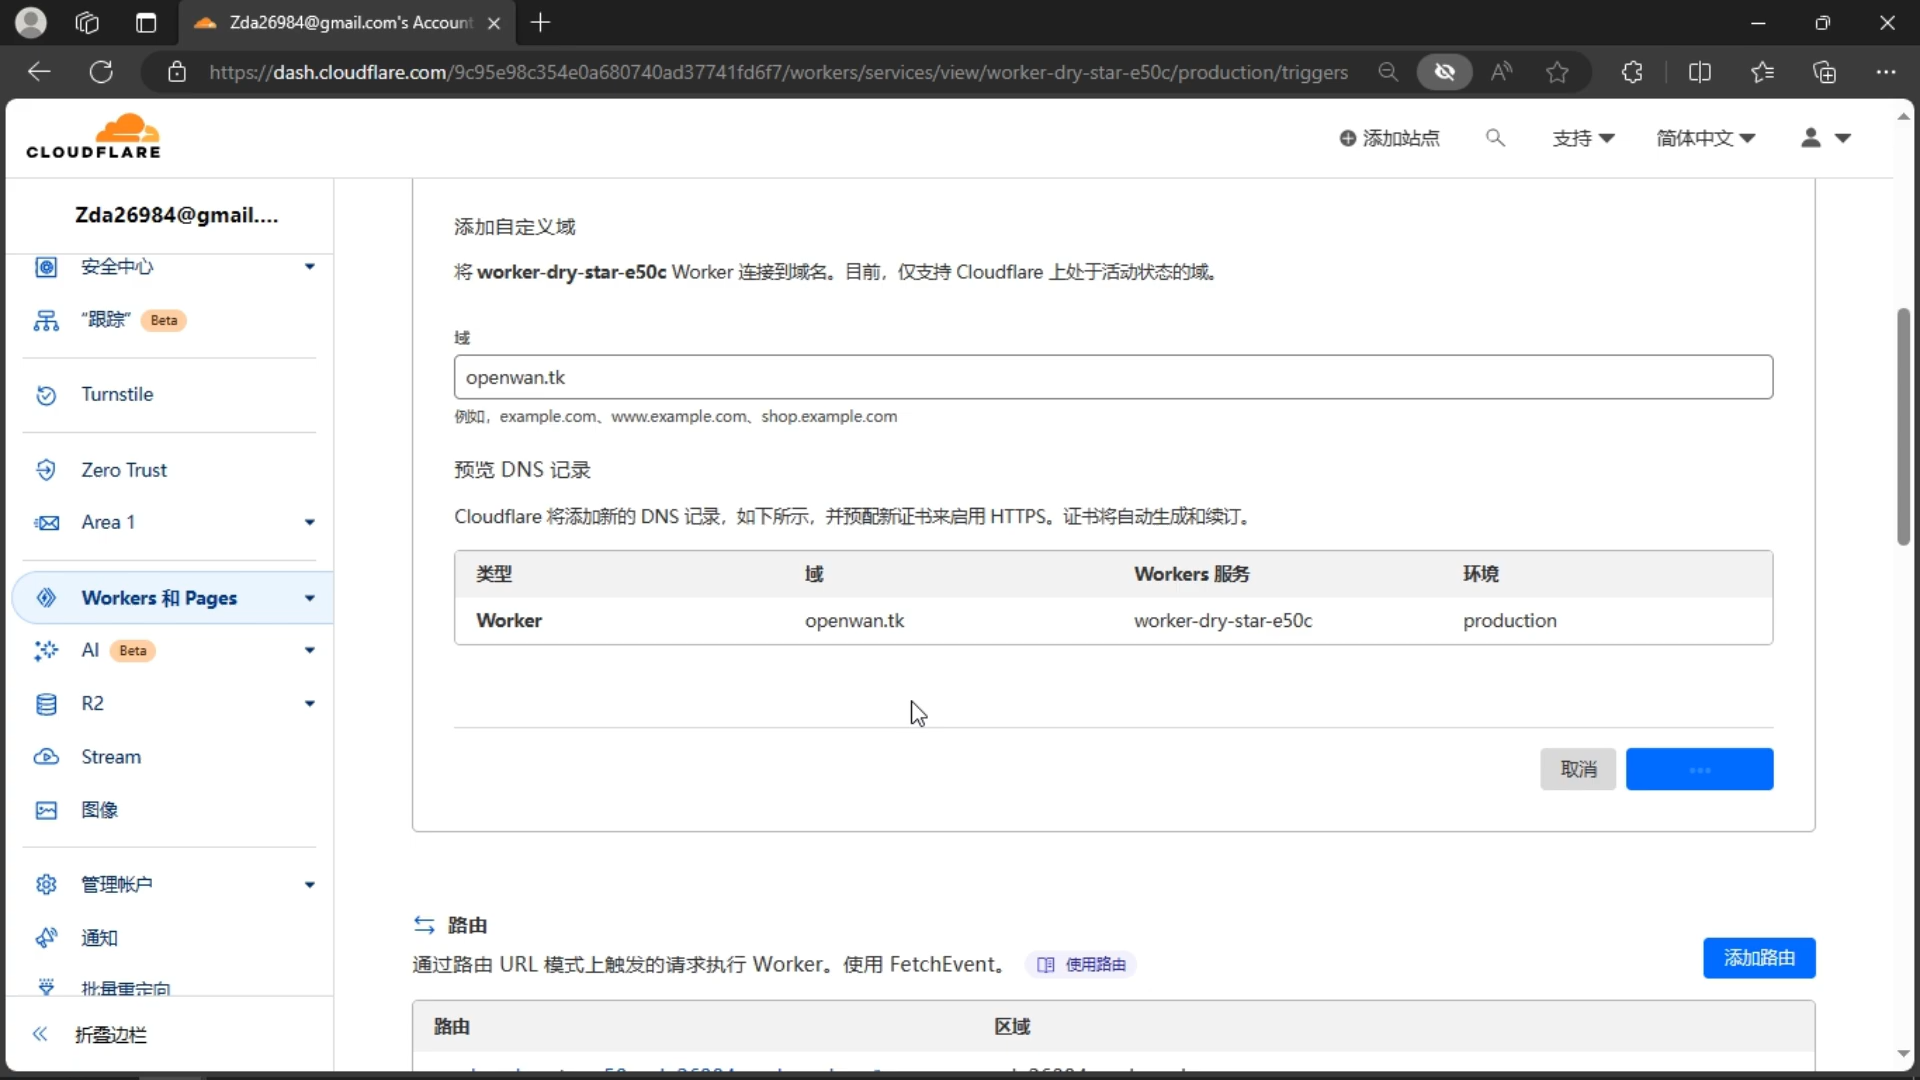 Zda26984@gmail.com's Account
https://dash.cloudflare.com/9c95e98c354e0a680740ad37741fd6f7/workers/services/view/worker-dry-star-e50c/production/triggers
CLOUDFLARE
添加站点
支持
简体中文
Zda26984@gmail....
安全中心
“跟踪” Beta
Turnstile
Zero Trust
Area 1
Workers 和 Pages
AI Beta
R2
Stream
图像
管理帐户
通知
批量重定向
折叠边栏
添加自定义域
将 worker-dry-star-e50c Worker 连接到域名。目前，仅支持 Cloudflare 上处于活动状态的域。
域
openwan.tk
例如，example.com、www.example.com、shop.example.com
预览 DNS 记录
Cloudflare 将添加新的 DNS 记录，如下所示，并预配新证书来启用 HTTPS。证书将自动生成和续订。
类型 域 Workers 服务 环境
Worker openwan.tk worker-dry-star-e50c production
取消
路由
通过路由 URL 模式上触发的请求执行 Worker。使用 FetchEvent。 使用路由
添加路由
路由 区域